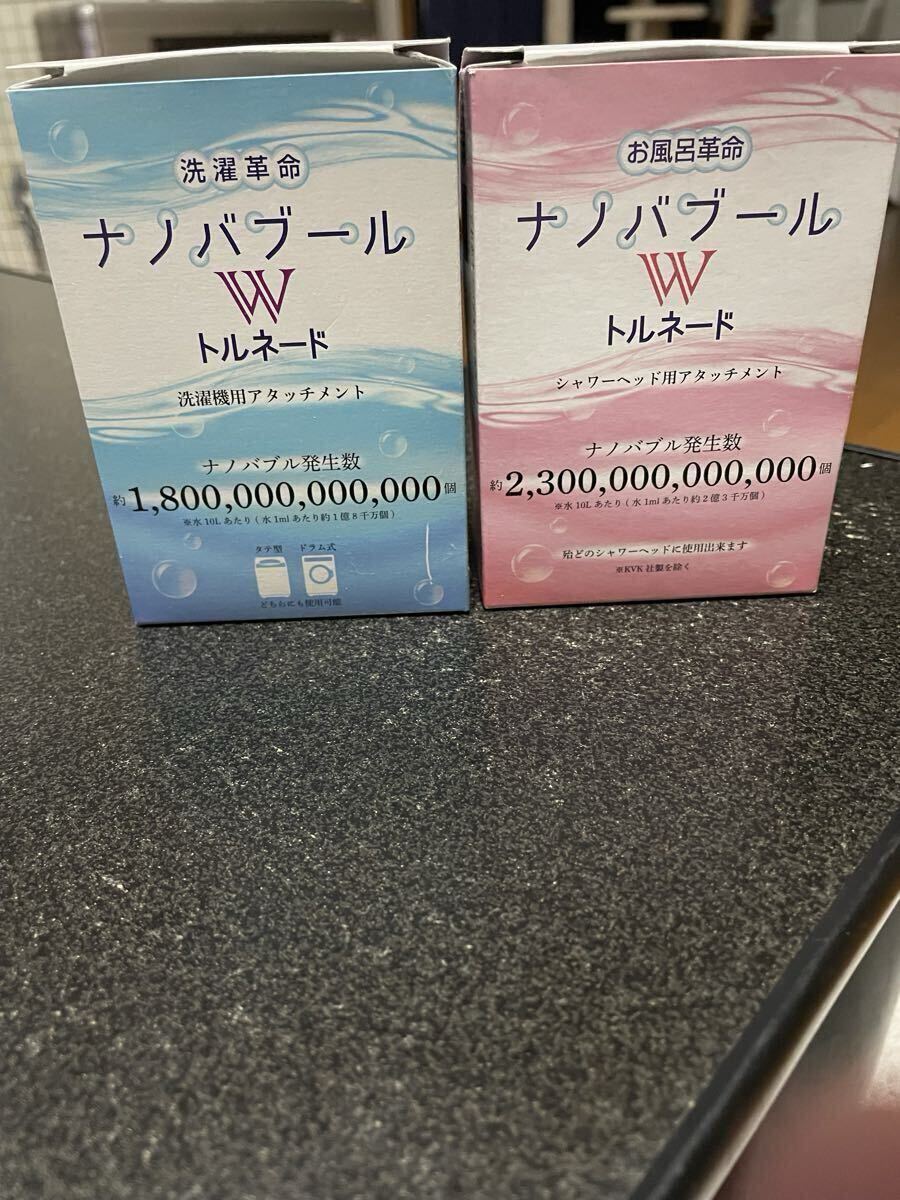 洗濯革命
ナノバブール
W
トルネード
洗濯機用アタッチメント
ナノバブル発生数
約1,800,000,000,000個
※水10Lあたり(水1mlあたり約1億8千万個)
タテ型 ドラム式
どちらにも使用可能
お風呂革命
ナノバブール
W
トルネード
シャワーヘッド用アタッチメント
ナノバブル発生数
約2,300,000,000,000個
※水10Lあたり(水1mlあたり約2億3千万個)
殆どのシャワーヘッドに使用出来ます
※KVK社製を除く